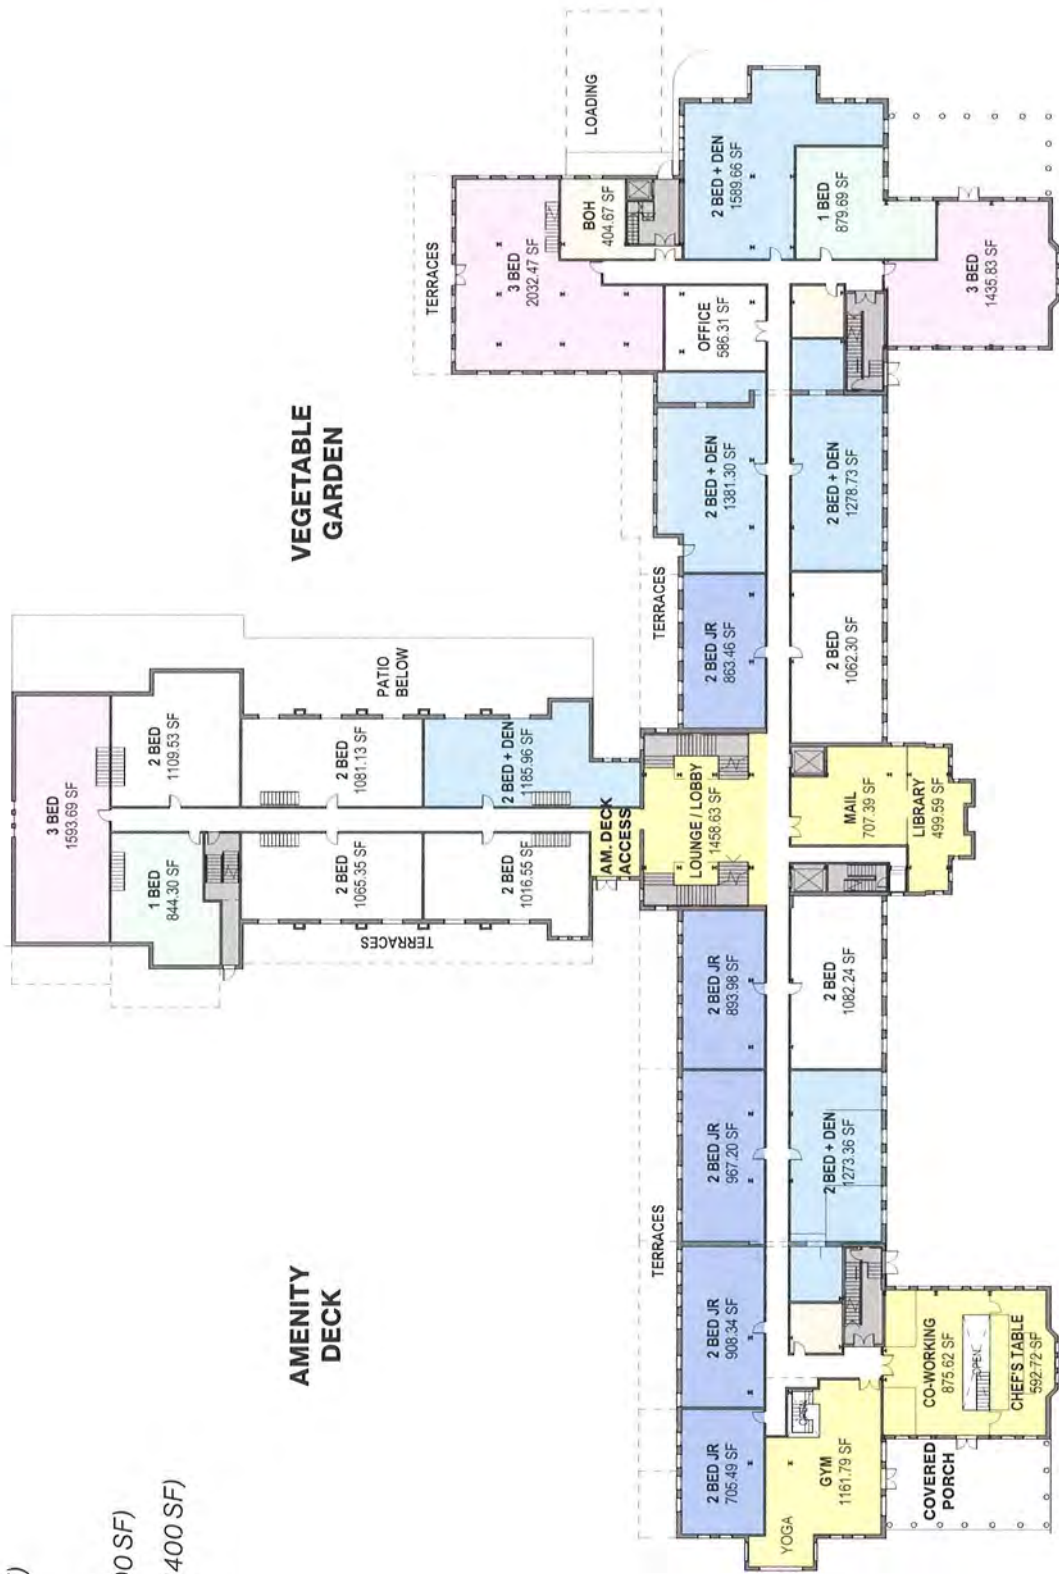 F)
00 SF)
400 SF)
AMENITY
DECK
VEGETABLE
GARDEN
3 BED
1593.69 SF
2 BED
1109.53 SF
1 BED
844.30 SF
2 BED
1081.13 SF
2 BED
1065.35 SF
2 BED + DEN
1185.96 SF
2 BED
1016.55 SF
PATIO
BELOW
TERRACES
AM. DECK
ACCESS
TERRACES
LOADING
3 BED
2032.47 SF
BOH
404.67 SF
OFFICE
586.31 SF
2 BED + DEN
1589.66 SF
1 BED
879.69 SF
3 BED
1435.83 SF
TERRACES
TERRACES
2 BED JR
705.49 SF
2 BED JR
908.34 SF
2 BED JR
967.20 SF
2 BED JR
893.98 SF
LOUNGE / LOBBY
1458.63 SF
2 BED JR
863.46 SF
2 BED + DEN
1381.30 SF
YOGA
GYM
1161.79 SF
OPEN
2 BED + DEN
1273.36 SF
2 BED
1082.24 SF
MAIL
707.39 SF
LIBRARY
499.59 SF
2 BED
1062.30 SF
2 BED + DEN
1278.73 SF
COVERED
PORCH
CO-WORKING
875.62 SF
OPEN
CHEF'S TABLE
592.72 SF